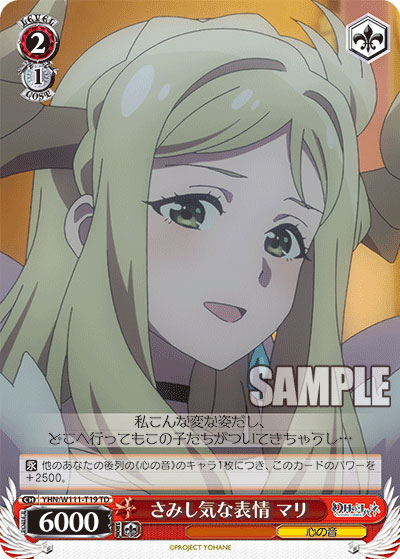 LEVEL
2
1
COST
SAMPLE
私こんな変な姿だし、
どこへ行ってもこの子たちがついてきちゃうし…
永 他のあなたの後列の《心の音》のキャラ1枚につき、このカードのパワーを
＋2500。
CH YHN/W111-T19 TD
6000
さみし気な表情 マリ
心の音
©PROJECT YOHANE